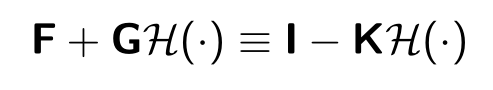 𝗙 + 𝗚ℋ(·) ≡ 𝗜 − 𝗞ℋ(·)